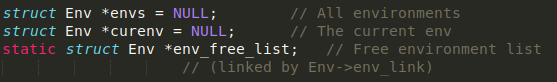 struct Env *envs = NULL;          // All environments
struct Env *curenv = NULL;        // The current env
static struct Env *env_free_list;   // Free environment list
                    // (linked by Env->env_link)